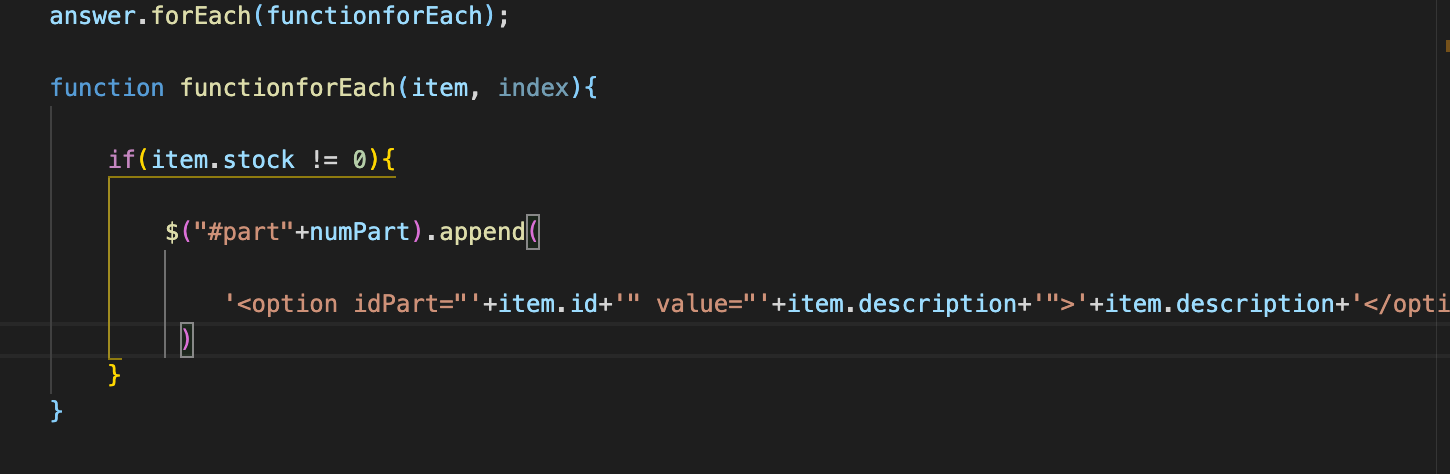 answer.forEach(functionforEach);
function functionforEach(item, index){
if(item.stock != 0){
$("#part"+numPart).append(
'<option idPart="'+item.id+'" value="'+item.description+'">'+item.description+'</opti
)
}
}